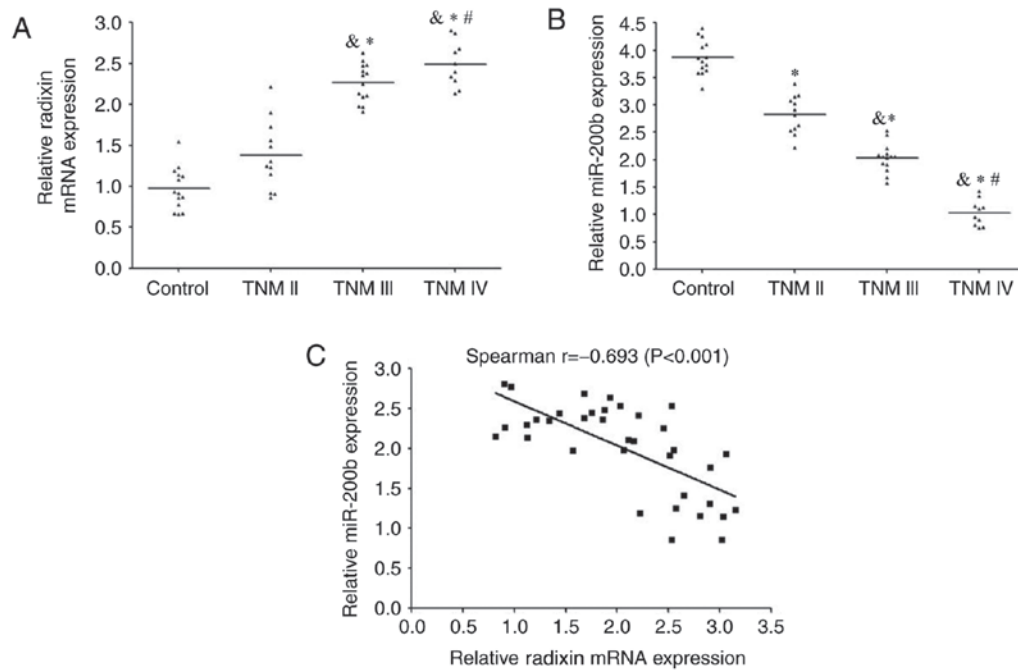 A
Relative radixin
mRNA expression
3.0
2.5
2.0
1.5
1.0
0.5
0.0
& *
& * #
Control
TNM II
TNM III
TNM IV
B
Relative miR-200b expression
4.5
4.0
3.5
3.0
2.5
2.0
1.5
1.0
0.5
0.0
*
&*
& * #
Control
TNM II
TNM III
TNM IV
C
Spearman r=−0.693 (P<0.001)
Relative miR-200b expression
3.0
2.5
2.0
1.5
1.0
0.5
0.0
0.0
0.5
1.0
1.5
2.0
2.5
3.0
3.5
Relative radixin mRNA expression